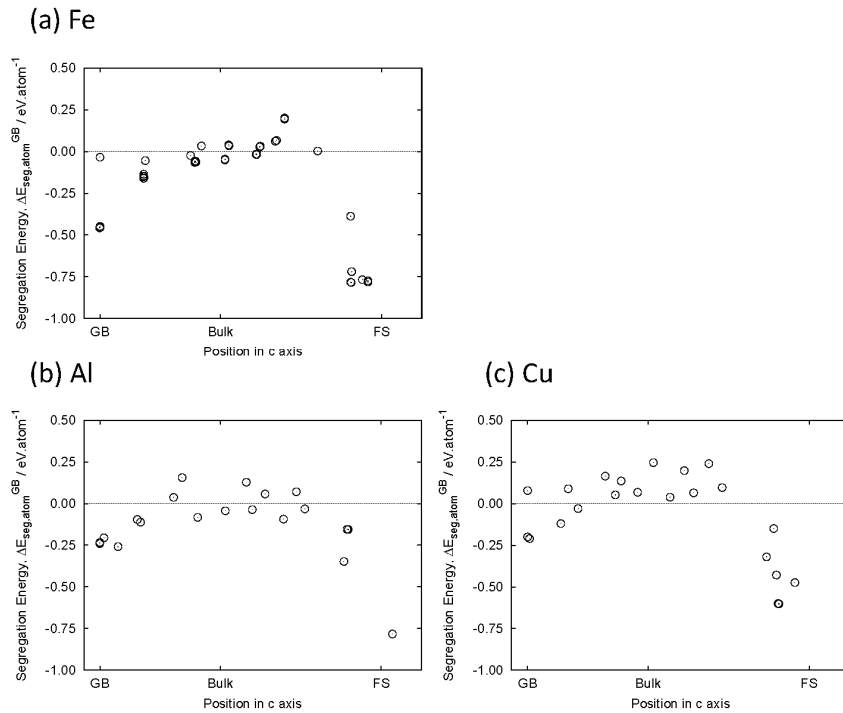 (a) Fe
Segregation Energy, ΔE_seg,atom^GB / eV.atom^-1
0.50
0.25
0.00
-0.25
-0.50
-0.75
-1.00
GB
Bulk
FS
Position in c axis
(b) Al
Segregation Energy, ΔE_seg,atom^GB / eV.atom^-1
0.50
0.25
0.00
-0.25
-0.50
-0.75
-1.00
GB
Bulk
FS
Position in c axis
(c) Cu
Segregation Energy, ΔE_seg,atom^GB / eV.atom^-1
0.50
0.25
0.00
-0.25
-0.50
-0.75
-1.00
GB
Bulk
FS
Position in c axis